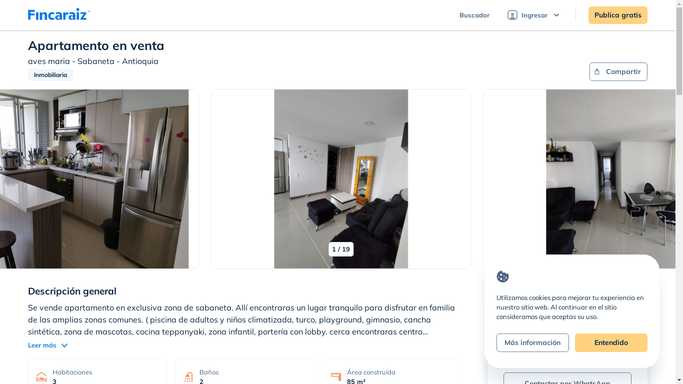 Fincaraiz
Buscador
Ingresar
Publica gratis
Apartamento en venta
aves maria - Sabaneta - Antioquia
Inmobiliaria
Compartir
1 / 19
Descripción general
Se vende apartamento en exclusiva zona de sabaneta. Allí encontraras un lugar tranquilo para disfrutar en familia
de las amplias zonas comunes. ( piscina de adultos y niños climatizada, turco, playground, gimnasio, cancha
sintética, zona de mascotas, cocina teppanyaki, zona infantil, portería con lobby. cerca encontraras centro...
Leer más
Habitaciones
3
Baños
2
Área construida
85 m²
Utilizamos cookies para mejorar tu experiencia en
nuestro sitio web. Al continuar en el sitio
consideramos que aceptas su uso.
Más información
Entendido
Contactar por WhatsApp